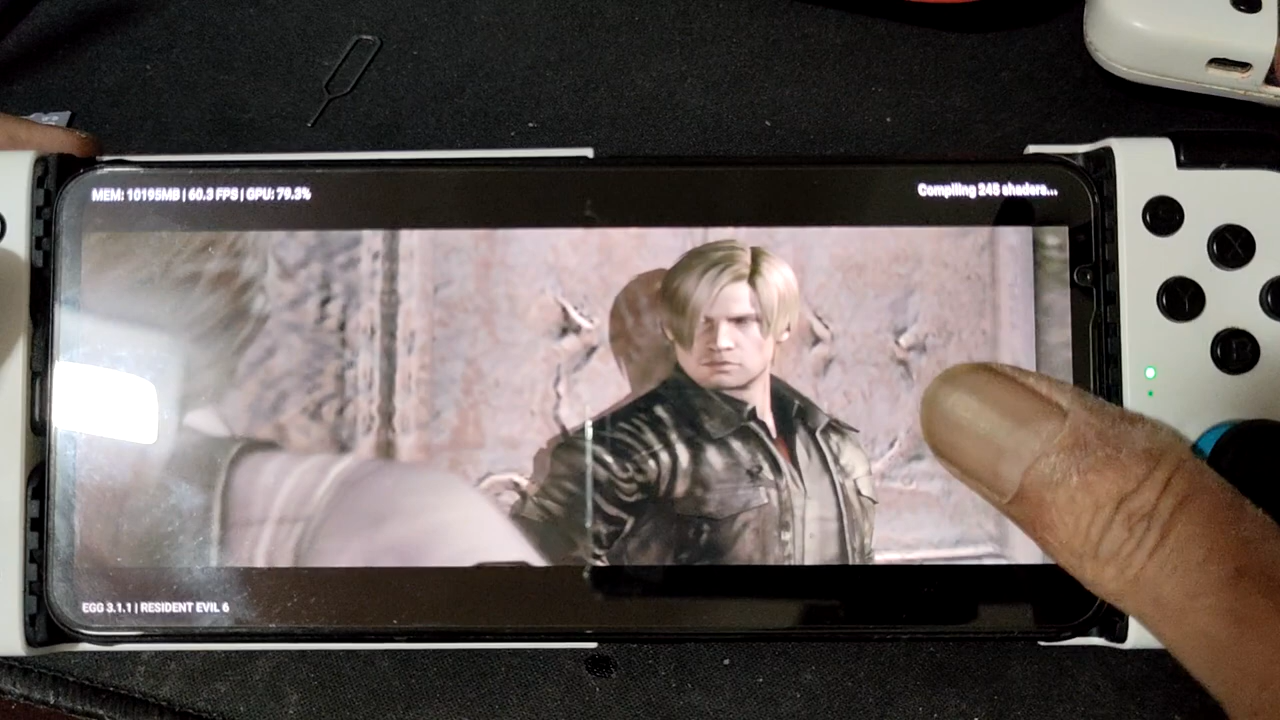 MEM: 10195MB | 60.3 FPS | GPU: 79.3%
Compiling 245 shaders...
X
Y
B
EGG 3.1.1 | RESIDENT EVIL 6